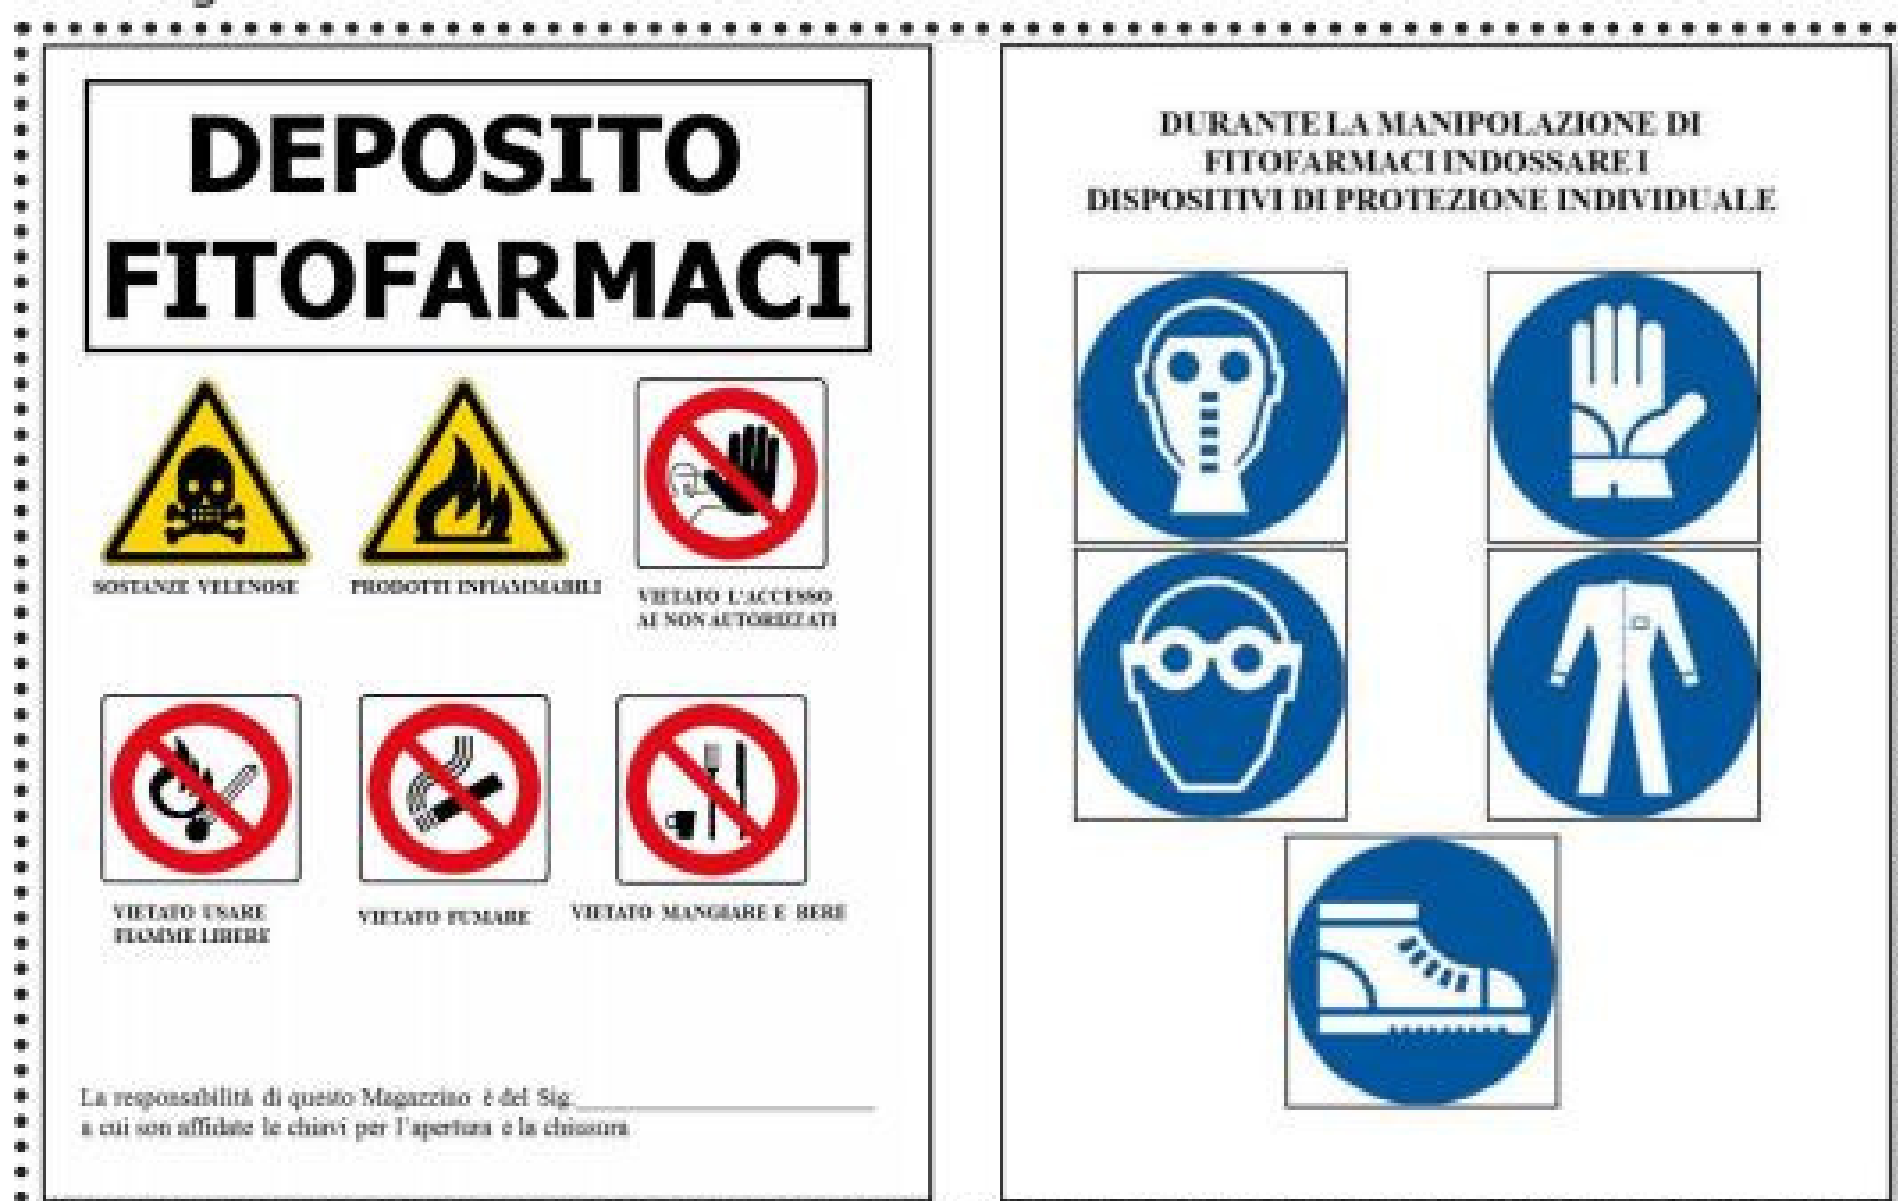 DEPOSITO
FITOFARMACI
SOSTANZE VELENOSE
PRODOTTI INFIAMMABILI
VIETATO L'ACCESSO
AI NON AUTORIZZATI
VIETATO USARE
FIAMME LIBERE
VIETATO FUMARE
VIETATO MANGIARE E BERE
La responsabilità di questo Magazzino è del Sig.
a cui son affidate le chiavi per l'apertura e la chiusura
DURANTE LA MANIPOLAZIONE DI
FITOFARMACI INDOSSARE I
DISPOSITIVI DI PROTEZIONE INDIVIDUALE